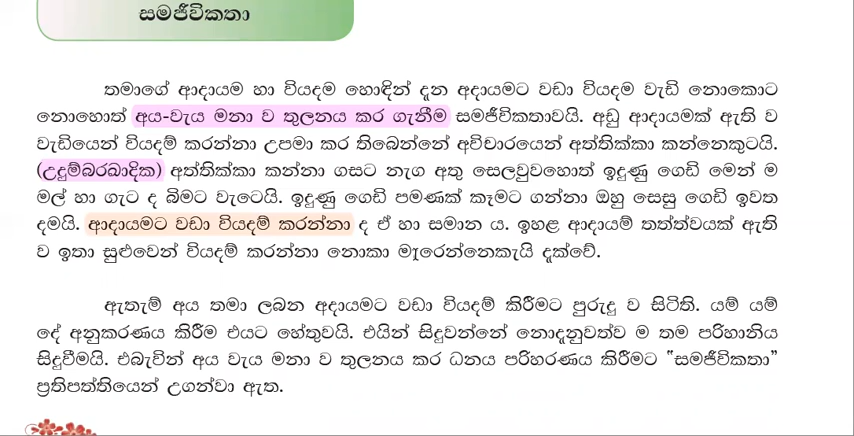 සමජීවිකතා
තමාගේ ආදායම හා වියදම හොඳින් දැන අදායමට වඩා වියදම වැඩි නොකොට
නොහොත් අය-වැය මනා ව තුලනය කර ගැනීම සමජීවිකතාවයි. අඩු ආදායමක් ඇති ව
වැඩියෙන් වියදම් කරන්නා උපමා කර තිබෙන්නේ අවිචාරයෙන් අත්තික්කා කන්නෙකුටයි.
(උදුම්බරඛාදික) අත්තික්කා කන්නා ගසට නැග අතු සෙලවුවහොත් ඉදුණු ගෙඩි මෙන් ම
මල් හා ගැට ද බිමට වැටෙයි. ඉදුණු ගෙඩි පමණක් කෑමට ගන්නා ඔහු සෙසු ගෙඩි ඉවත
දමයි. ආදායමට වඩා වියදම් කරන්නා ද ඒ හා සමාන ය. ඉහළ ආදායම් තත්ත්වයක් ඇති
ව ඉතා සුළුවෙන් වියදම් කරන්නා නොකා මැරෙන්නෙකැයි දැක්වේ.
ඇතැම් අය තමා ලබන අදායමට වඩා වියදම් කිරීමට පුරුදු ව සිටිති. යම් යම්
දේ අනුකරණය කිරීම එයට හේතුවයි. එයින් සිදුවන්නේ නොදැනුවත්ව ම තම පරිහානිය
සිදුවීමයි. එබැවින් අය වැය මනා ව තුලනය කර ධනය පරිහරණය කිරීමට "සමජීවිකතා"
ප්‍රතිපත්තියෙන් උගන්වා ඇත.